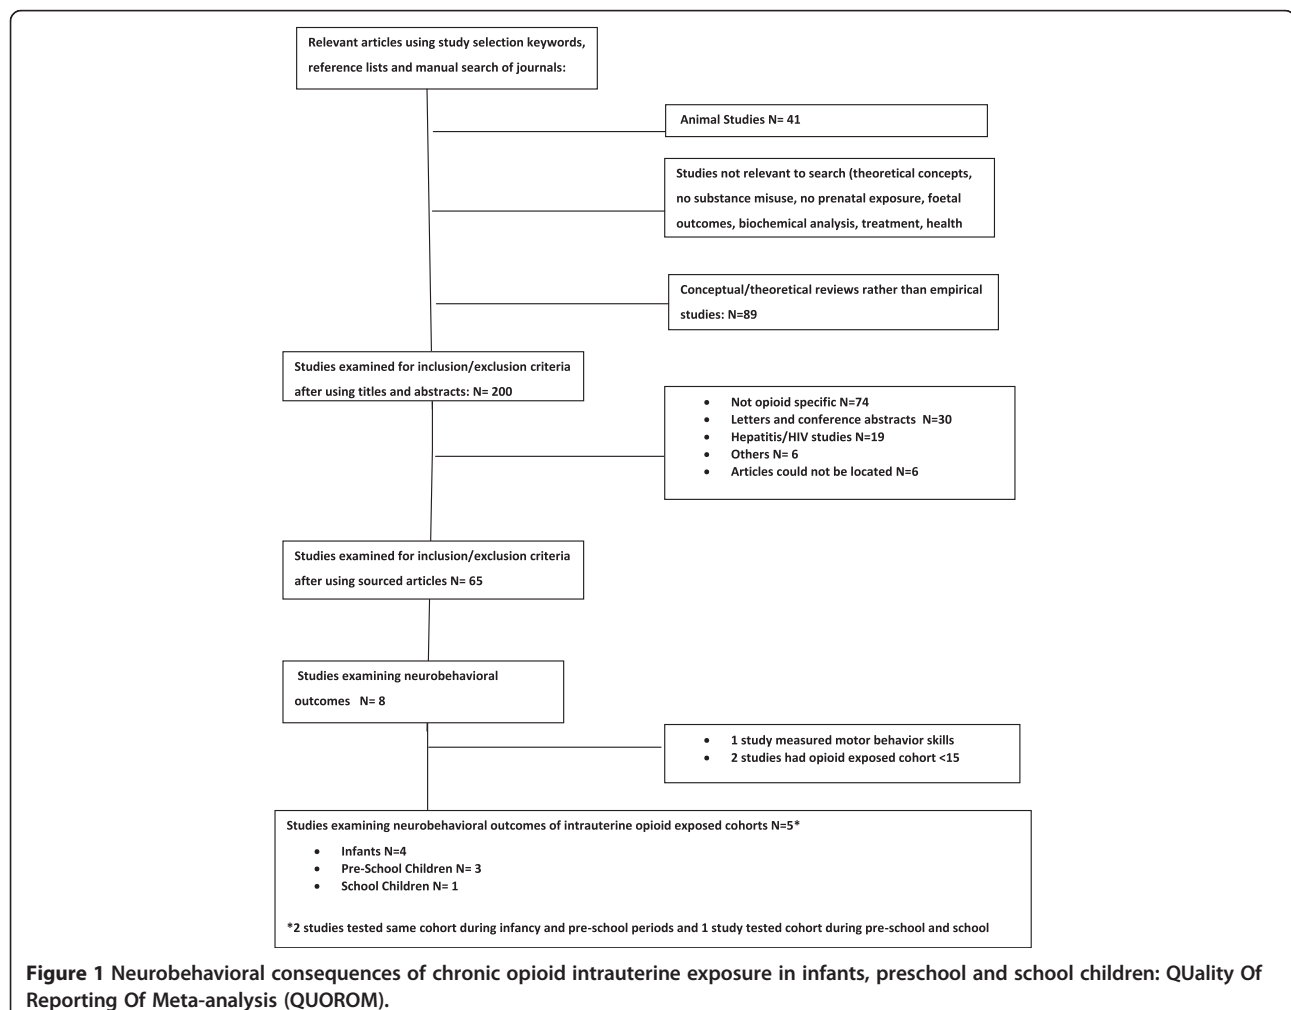 Relevant articles using study selection keywords,
reference lists and manual search of journals:
Animal Studies N= 41
Studies not relevant to search (theoretical concepts,
no substance misuse, no prenatal exposure, foetal
outcomes, biochemical analysis, treatment, health
Conceptual/theoretical reviews rather than empirical
studies: N=89
Studies examined for inclusion/exclusion criteria
after using titles and abstracts: N= 200
• Not opioid specific N=74
• Letters and conference abstracts N=30
• Hepatitis/HIV studies N=19
• Others N= 6
• Articles could not be located N=6
Studies examined for inclusion/exclusion criteria
after using sourced articles N= 65
Studies examining neurobehavioral
outcomes N= 8
• 1 study measured motor behavior skills
• 2 studies had opioid exposed cohort <15
Studies examining neurobehavioral outcomes of intrauterine opioid exposed cohorts N=5*
• Infants N=4
• Pre-School Children N= 3
• School Children N= 1
*2 studies tested same cohort during infancy and pre-school periods and 1 study tested cohort during pre-school and school
Figure 1 Neurobehavioral consequences of chronic opioid intrauterine exposure in infants, preschool and school children: QUality Of
Reporting Of Meta-analysis (QUOROM).